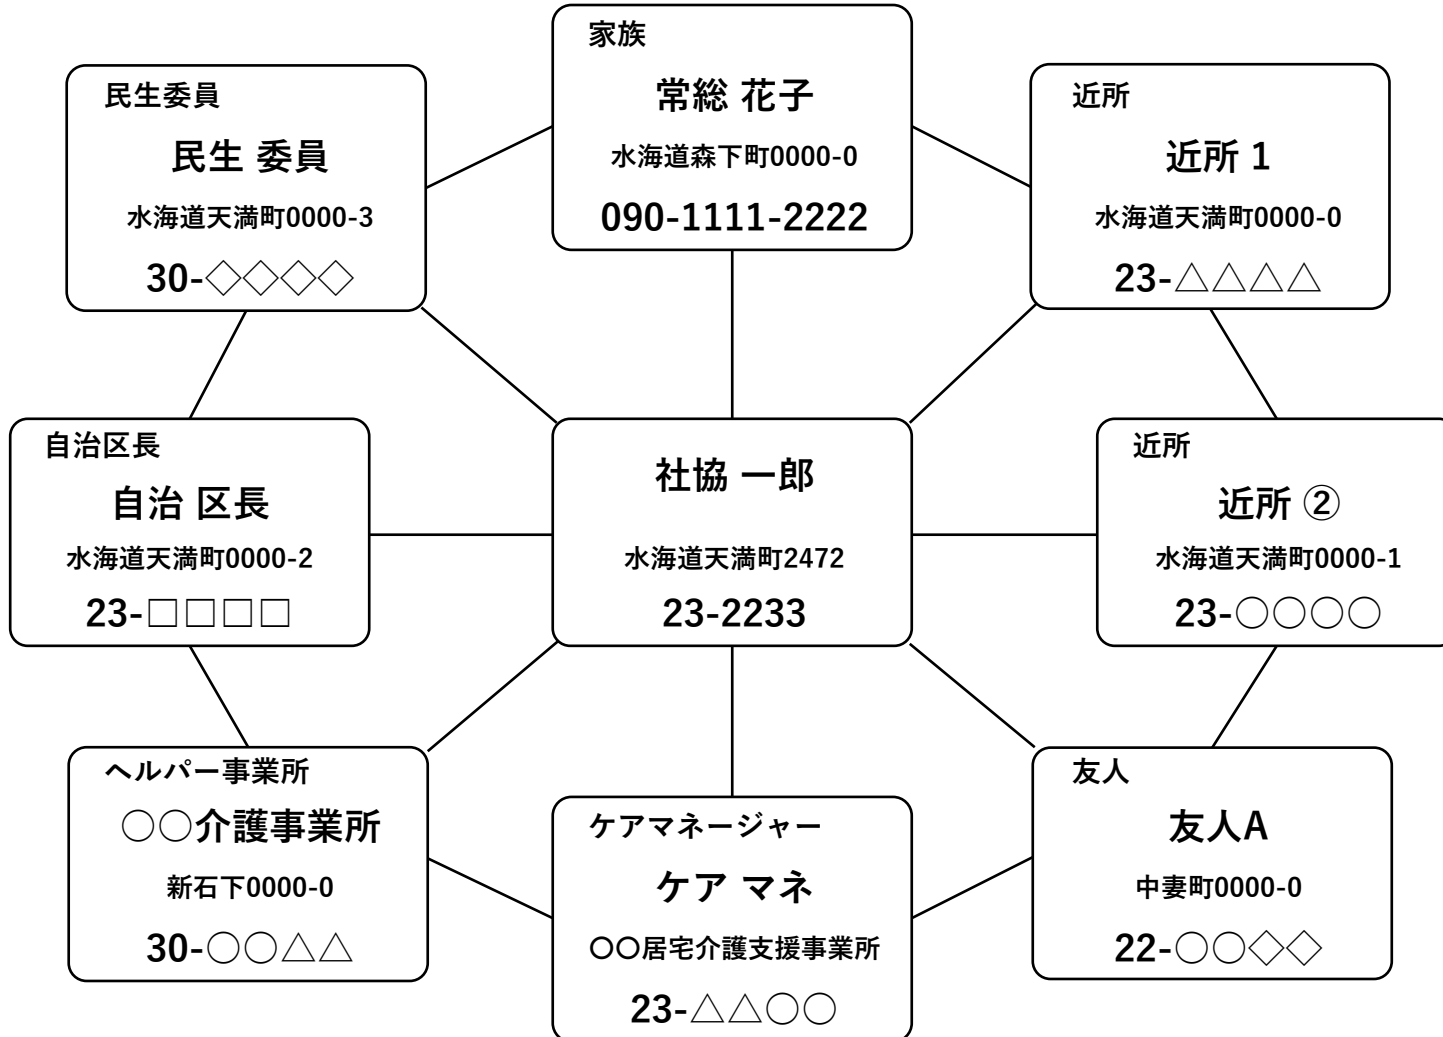 家族
常総 花子
水海道森下町0000-0
090-1111-2222
民生委員
民生 委員
水海道天満町0000-3
30-◇◇◇◇
近所
近所 1
水海道天満町0000-0
23-△△△△
自治区長
自治 区長
水海道天満町0000-2
23-□□□□
社協 一郎
水海道天満町2472
23-2233
近所
近所 ②
水海道天満町0000-1
23-○○○○
ヘルパー事業所
○○介護事業所
新石下0000-0
30-○○△△
ケアマネージャー
ケア マネ
〇〇居宅介護支援事業所
23-△△○○
友人
友人A
中妻町0000-0
22-○○◇◇